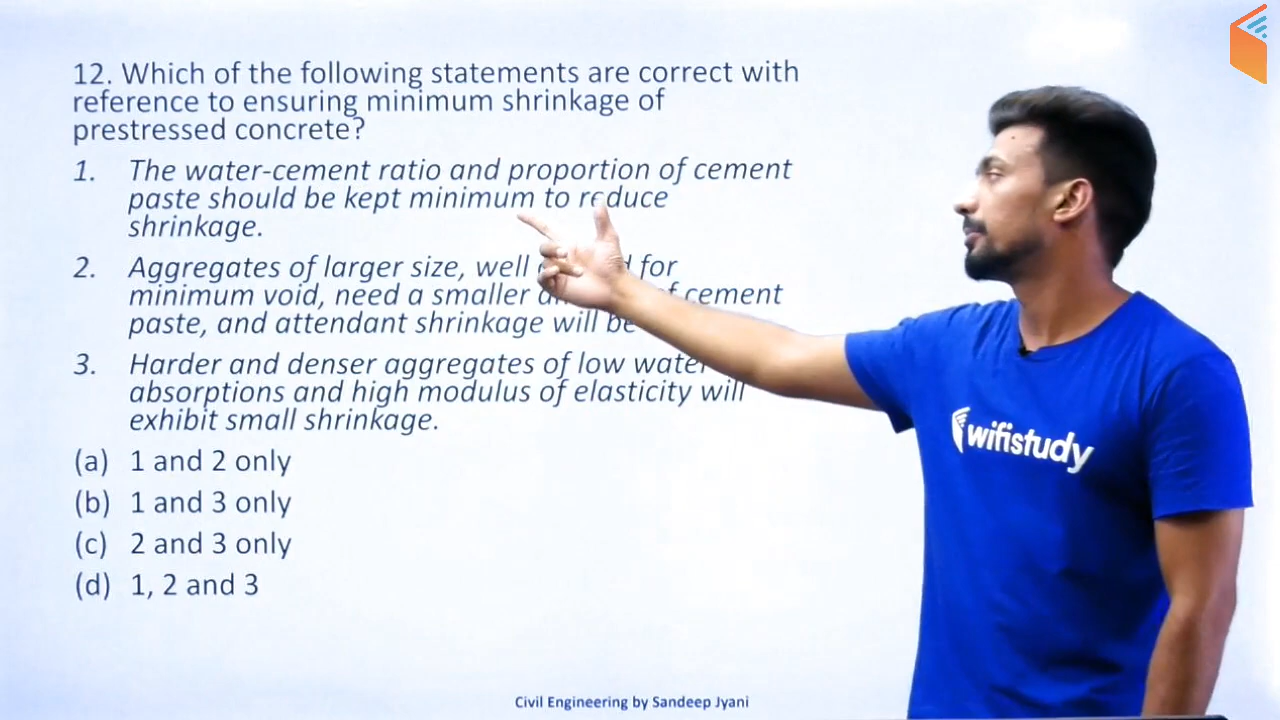 12. Which of the following statements are correct with
reference to ensuring minimum shrinkage of
prestressed concrete?
1. The water-cement ratio and proportion of cement
paste should be kept minimum to reduce
shrinkage.
2. Aggregates of larger size, well for
minimum void, need a smaller cement
paste, and attendant shrinkage will be
3. Harder and denser aggregates of low water
absorptions and high modulus of elasticity will
exhibit small shrinkage.
(a) 1 and 2 only
(b) 1 and 3 only
(c) 2 and 3 only
(d) 1, 2 and 3
wifistudy
Civil Engineering by Sandeep Jyani